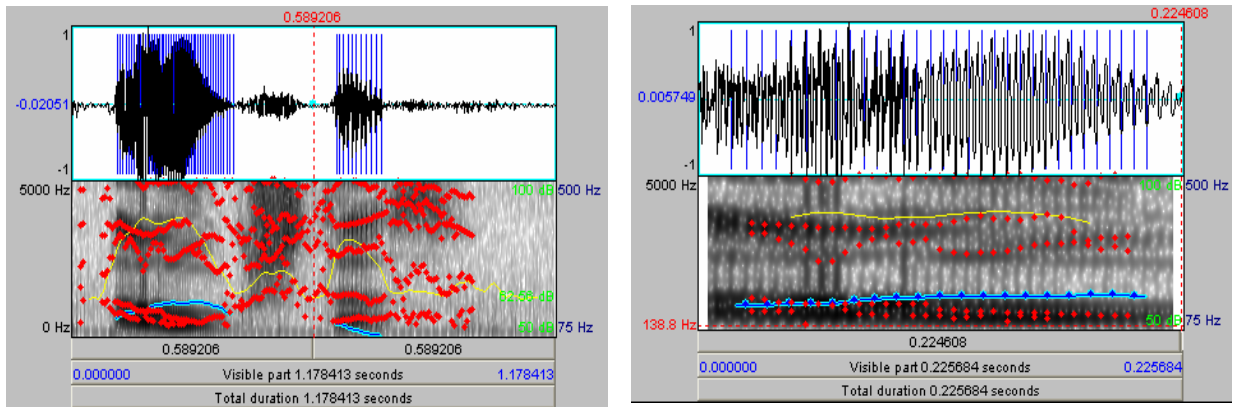 0.589206
1
-0.02051
-1
5000 Hz
100 dB
500 Hz
62.56 dB
0 Hz
50 dB
75 Hz
0.589206
0.589206
0.000000
Visible part 1.178413 seconds
1.178413
Total duration 1.178413 seconds
0.224608
1
0.005749
-1
5000 Hz
100 dB
500 Hz
138.8 Hz
50 dB
75 Hz
0.224608
0.000000
Visible part 0.225684 seconds
0.225684
Total duration 0.225684 seconds